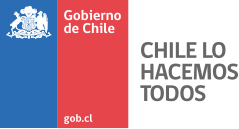 Gobierno
de Chile
CHILE LO
HACEMOS
TODOS
gob.cl